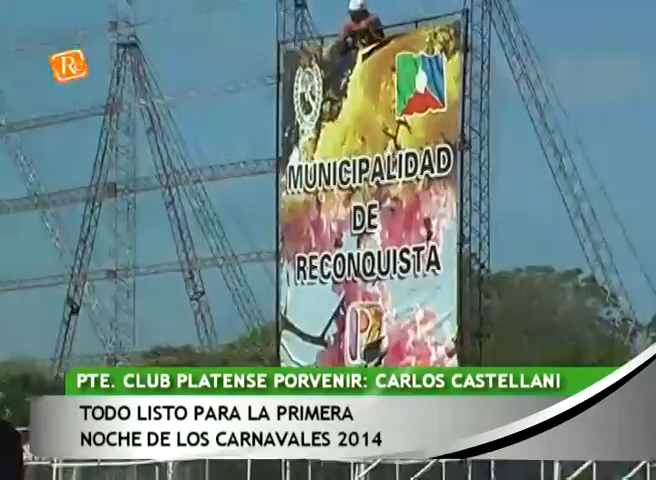 Rc
MUNICIPALIDAD
DE
RECONQUISTA
R
PTE. CLUB PLATENSE PORVENIR: CARLOS CASTELLANI
TODO LISTO PARA LA PRIMERA
NOCHE DE LOS CARNAVALES 2014